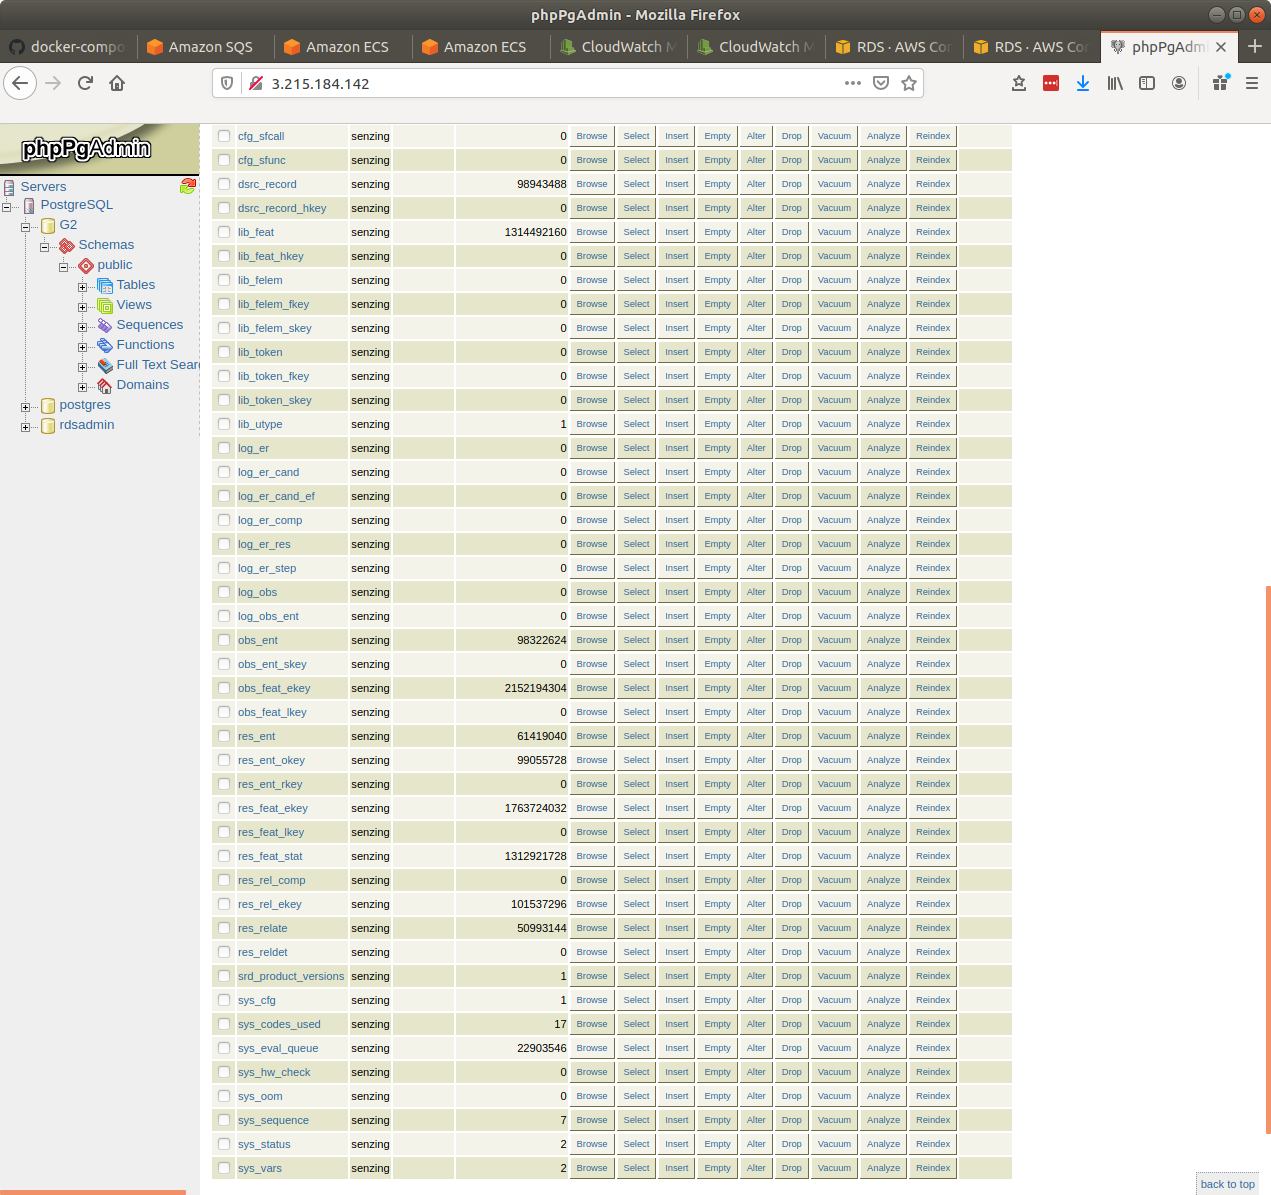 phpPgAdmin - Mozilla Firefox
docker-compo Amazon SQS Amazon ECS Amazon ECS CloudWatch M CloudWatch M RDS · AWS Con RDS · AWS Con phpPgAdmi
3.215.184.142
phpPgAdmin
Servers
PostgreSQL
G2
Schemas
public
Tables
Views
Sequences
Functions
Full Text Sear
Domains
postgres
rdsadmin
cfg_sfcall senzing 0 Browse Select Insert Empty Alter Drop Vacuum Analyze Reindex
cfg_sfunc senzing 0 Browse Select Insert Empty Alter Drop Vacuum Analyze Reindex
dsrc_record senzing 98943488 Browse Select Insert Empty Alter Drop Vacuum Analyze Reindex
dsrc_record_hkey senzing 0 Browse Select Insert Empty Alter Drop Vacuum Analyze Reindex
lib_feat senzing 1314492160 Browse Select Insert Empty Alter Drop Vacuum Analyze Reindex
lib_feat_hkey senzing 0 Browse Select Insert Empty Alter Drop Vacuum Analyze Reindex
lib_felem senzing 0 Browse Select Insert Empty Alter Drop Vacuum Analyze Reindex
lib_felem_fkey senzing 0 Browse Select Insert Empty Alter Drop Vacuum Analyze Reindex
lib_felem_skey senzing 0 Browse Select Insert Empty Alter Drop Vacuum Analyze Reindex
lib_token senzing 0 Browse Select Insert Empty Alter Drop Vacuum Analyze Reindex
lib_token_fkey senzing 0 Browse Select Insert Empty Alter Drop Vacuum Analyze Reindex
lib_token_skey senzing 0 Browse Select Insert Empty Alter Drop Vacuum Analyze Reindex
lib_utype senzing 1 Browse Select Insert Empty Alter Drop Vacuum Analyze Reindex
log_er senzing 0 Browse Select Insert Empty Alter Drop Vacuum Analyze Reindex
log_er_cand senzing 0 Browse Select Insert Empty Alter Drop Vacuum Analyze Reindex
log_er_cand_ef senzing 0 Browse Select Insert Empty Alter Drop Vacuum Analyze Reindex
log_er_comp senzing 0 Browse Select Insert Empty Alter Drop Vacuum Analyze Reindex
log_er_res senzing 0 Browse Select Insert Empty Alter Drop Vacuum Analyze Reindex
log_er_step senzing 0 Browse Select Insert Empty Alter Drop Vacuum Analyze Reindex
log_obs senzing 0 Browse Select Insert Empty Alter Drop Vacuum Analyze Reindex
log_obs_ent senzing 0 Browse Select Insert Empty Alter Drop Vacuum Analyze Reindex
obs_ent senzing 98322624 Browse Select Insert Empty Alter Drop Vacuum Analyze Reindex
obs_ent_skey senzing 0 Browse Select Insert Empty Alter Drop Vacuum Analyze Reindex
obs_feat_ekey senzing 2152194304 Browse Select Insert Empty Alter Drop Vacuum Analyze Reindex
obs_feat_lkey senzing 0 Browse Select Insert Empty Alter Drop Vacuum Analyze Reindex
res_ent senzing 61419040 Browse Select Insert Empty Alter Drop Vacuum Analyze Reindex
res_ent_okey senzing 99055728 Browse Select Insert Empty Alter Drop Vacuum Analyze Reindex
res_ent_rkey senzing 0 Browse Select Insert Empty Alter Drop Vacuum Analyze Reindex
res_feat_ekey senzing 1763724032 Browse Select Insert Empty Alter Drop Vacuum Analyze Reindex
res_feat_lkey senzing 0 Browse Select Insert Empty Alter Drop Vacuum Analyze Reindex
res_feat_stat senzing 1312921728 Browse Select Insert Empty Alter Drop Vacuum Analyze Reindex
res_rel_comp senzing 0 Browse Select Insert Empty Alter Drop Vacuum Analyze Reindex
res_rel_ekey senzing 101537296 Browse Select Insert Empty Alter Drop Vacuum Analyze Reindex
res_relate senzing 50993144 Browse Select Insert Empty Alter Drop Vacuum Analyze Reindex
res_reldet senzing 0 Browse Select Insert Empty Alter Drop Vacuum Analyze Reindex
srd_product_versions senzing 1 Browse Select Insert Empty Alter Drop Vacuum Analyze Reindex
sys_cfg senzing 1 Browse Select Insert Empty Alter Drop Vacuum Analyze Reindex
sys_codes_used senzing 17 Browse Select Insert Empty Alter Drop Vacuum Analyze Reindex
sys_eval_queue senzing 22903546 Browse Select Insert Empty Alter Drop Vacuum Analyze Reindex
sys_hw_check senzing 0 Browse Select Insert Empty Alter Drop Vacuum Analyze Reindex
sys_oom senzing 0 Browse Select Insert Empty Alter Drop Vacuum Analyze Reindex
sys_sequence senzing 7 Browse Select Insert Empty Alter Drop Vacuum Analyze Reindex
sys_status senzing 2 Browse Select Insert Empty Alter Drop Vacuum Analyze Reindex
sys_vars senzing 2 Browse Select Insert Empty Alter Drop Vacuum Analyze Reindex
back to top